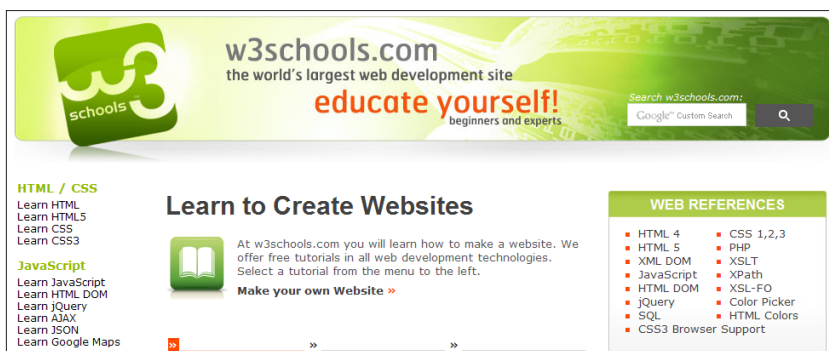 w3schools.com
the world's largest web development site
educate yourself!
beginners and experts
w3
schools
™
Search w3schools.com:
Google™ Custom Search
HTML / CSS
Learn HTML
Learn HTML5
Learn CSS
Learn CSS3
JavaScript
Learn JavaScript
Learn HTML DOM
Learn jQuery
Learn AJAX
Learn JSON
Learn Google Maps
Learn to Create Websites
At w3schools.com you will learn how to make a website. We
offer free tutorials in all web development technologies.
Select a tutorial from the menu to the left.
Make your own Website »
» » »
WEB REFERENCES
HTML 4
HTML 5
XML DOM
JavaScript
HTML DOM
jQuery
SQL
CSS3 Browser Support
CSS 1,2,3
PHP
XSLT
XPath
XSL-FO
Color Picker
HTML Colors